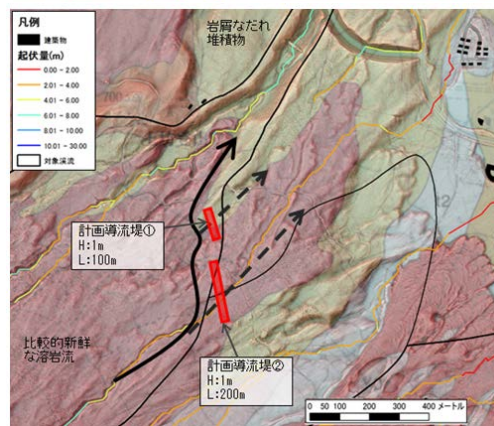 凡例
建築物
起伏量(m)
0.00 - 2.00
2.01 - 4.00
4.01 - 6.00
6.01 - 8.00
8.01 - 10.00
10.01 - 30.00
対象渓流
岩屑なだれ
堆積物
計画導流堤①
H:1m
L:100m
比較的新鮮
な溶岩流
計画導流堤②
H:1m
L:200m
0 50 100 200 300 400 メートル